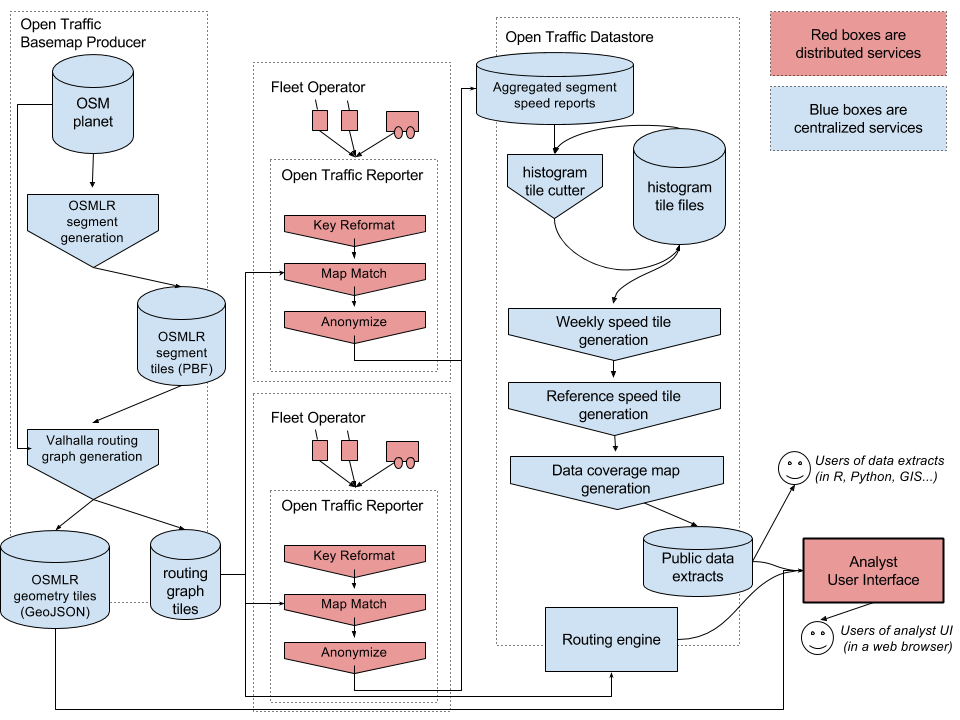 Open Traffic
Basemap Producer
OSM
planet
OSMLR
segment
generation
OSMLR
segment
tiles (PBF)
Valhalla routing
graph generation
OSMLR
geometry tiles
(GeoJSON)
routing
graph
tiles
Fleet Operator
Open Traffic Reporter
Key Reformat
Map Match
Anonymize
Fleet Operator
Open Traffic Reporter
Key Reformat
Map Match
Anonymize
Open Traffic Datastore
Aggregated segment
speed reports
histogram
tile cutter
histogram
tile files
Weekly speed tile
generation
Reference speed tile
generation
Data coverage map
generation
Public data
extracts
Routing engine
Red boxes are
distributed services
Blue boxes are
centralized services
Users of data extracts
(in R, Python, GIS...)
Analyst
User Interface
Users of analyst UI
(in a web browser)